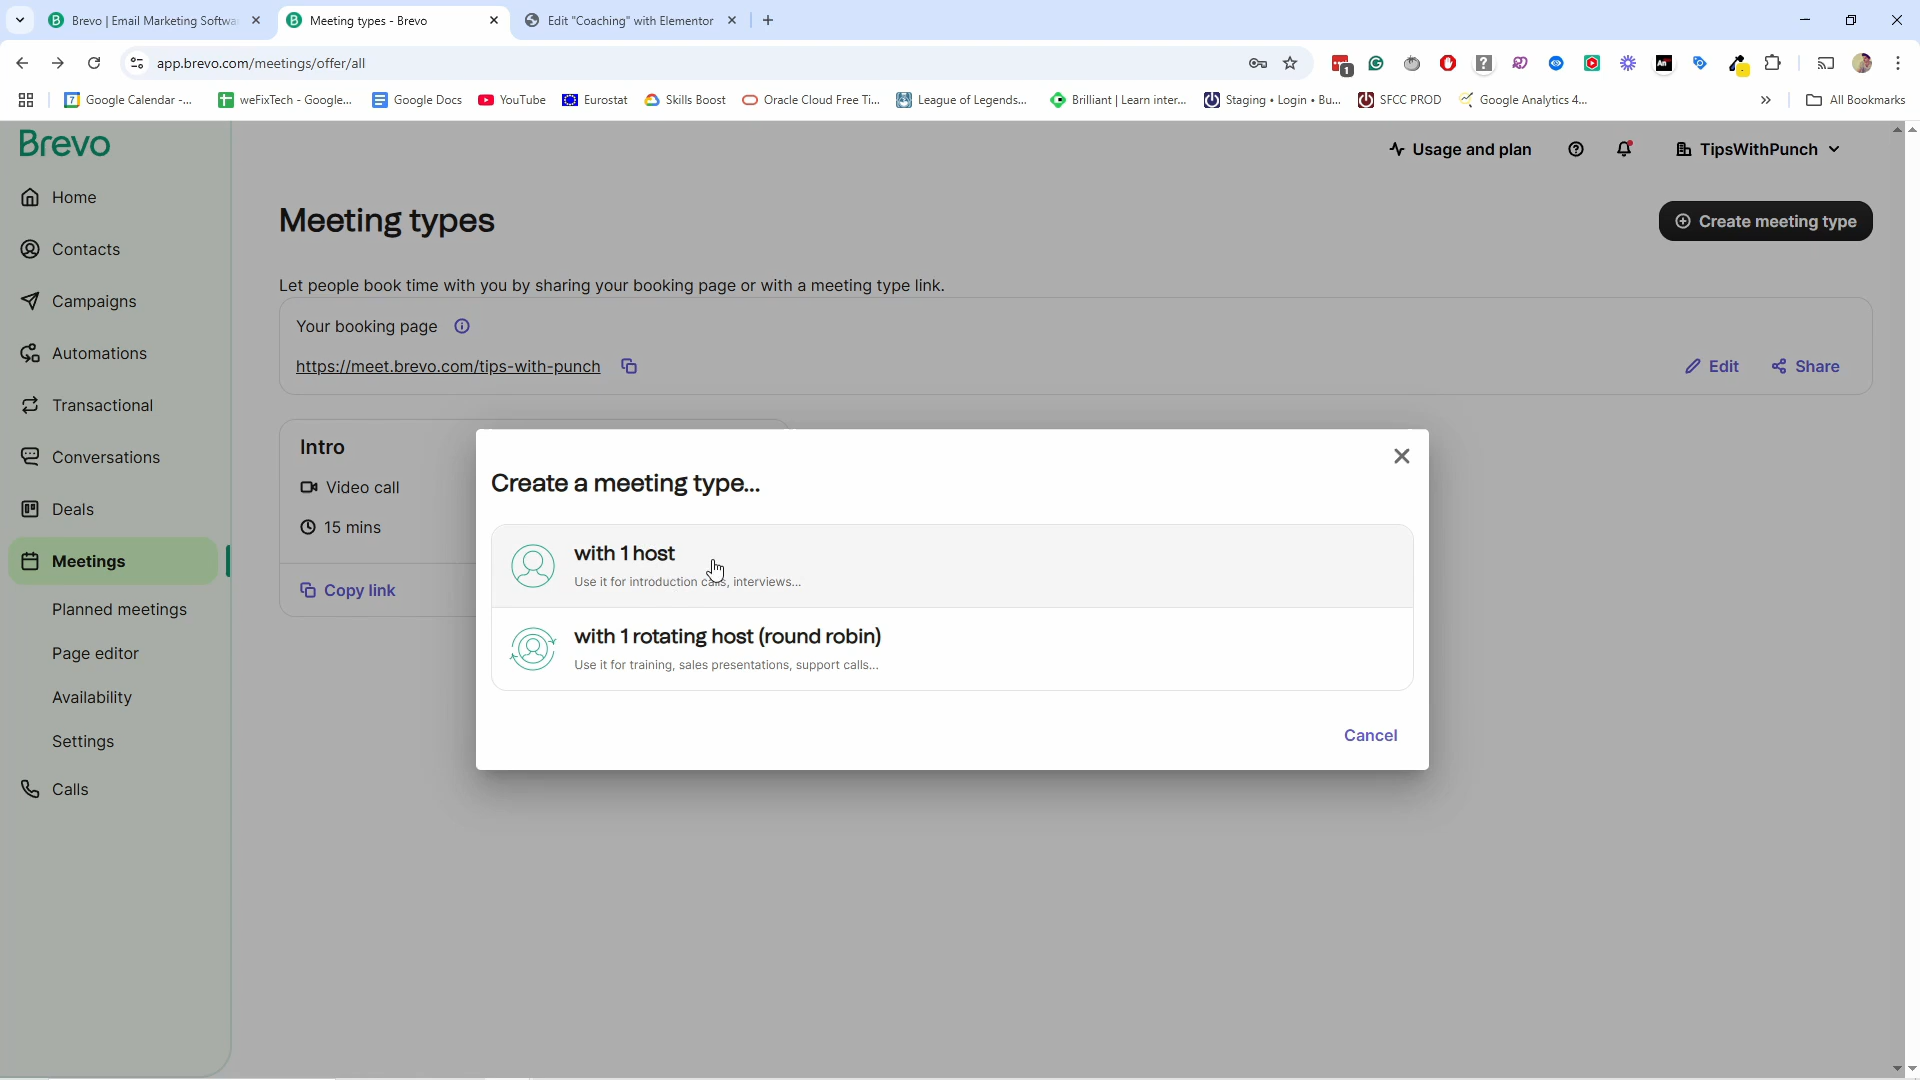 Brevo | Email Marketing Softwa
Meeting types - Brevo
Edit "Coaching" with Elementor
app.brevo.com/meetings/offer/all
1
Google Calendar -...
weFixTech - Google...
Google Docs
YouTube
Eurostat
Skills Boost
Oracle Cloud Free Ti...
League of Legends...
Brilliant | Learn inter...
Staging • Login • Bu...
SFCC PROD
Google Analytics 4...
All Bookmarks
Brevo
Usage and plan
TipsWithPunch
Home
Contacts
Campaigns
Automations
Transactional
Conversations
Deals
Meetings
Planned meetings
Page editor
Availability
Settings
Calls
Meeting types
Create meeting type
Let people book time with you by sharing your booking page or with a meeting type link.
Your booking page
https://meet.brevo.com/tips-with-punch
Edit
Share
Intro
Video call
15 mins
Copy link
Create a meeting type...
with 1 host
Use it for introduction calls, interviews...
with 1 rotating host (round robin)
Use it for training, sales presentations, support calls...
Cancel